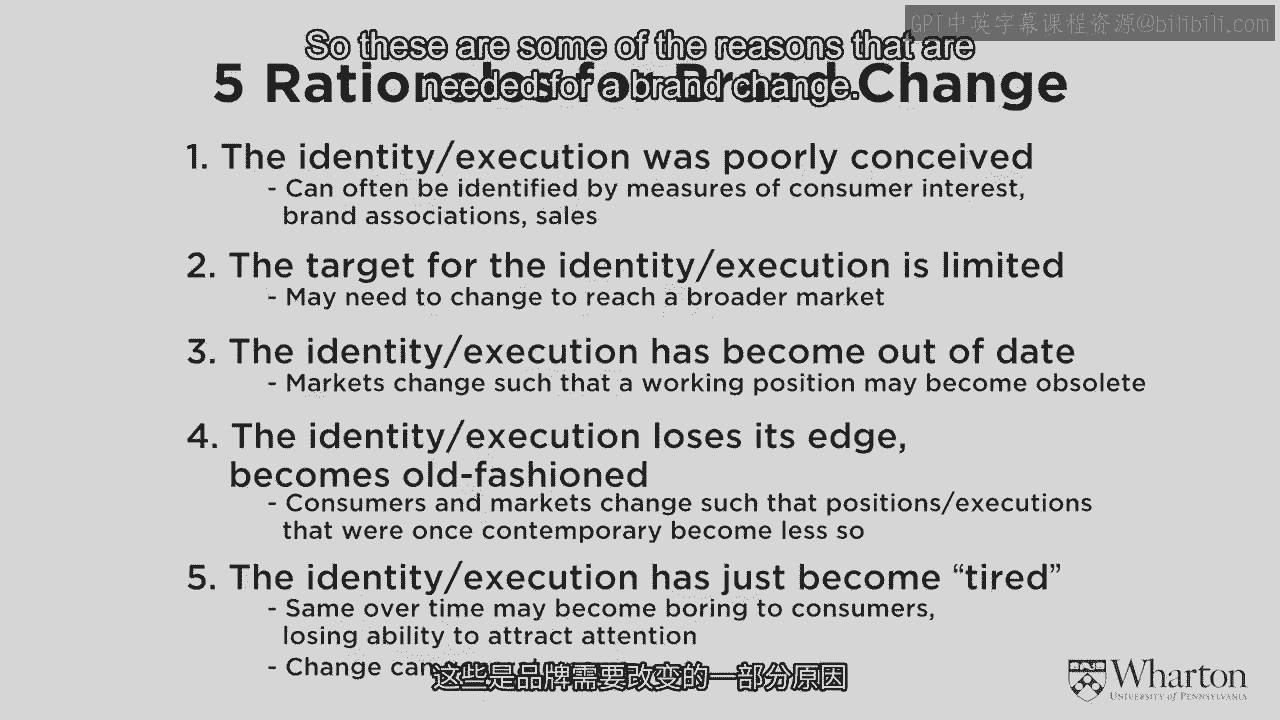 GPT中英字幕课程资源@bilibili.com
So these are some of the reasons that are
needed for a brand change.
5 Rationales for Brand Change
1. The identity/execution was poorly conceived
- Can often be identified by measures of consumer interest,
brand associations, sales
2. The target for the identity/execution is limited
- May need to change to reach a broader market
3. The identity/execution has become out of date
- Markets change such that a working position may become obsolete
4. The identity/execution loses its edge,
becomes old-fashioned
- Consumers and markets change such that positions/executions
that were once contemporary become less so
5. The identity/execution has just become “tired”
- Same over time may become boring to consumers,
losing ability to attract attention
- Change can
这些是品牌需要改变的一部分原因
Wharton
University of Pennsylvania